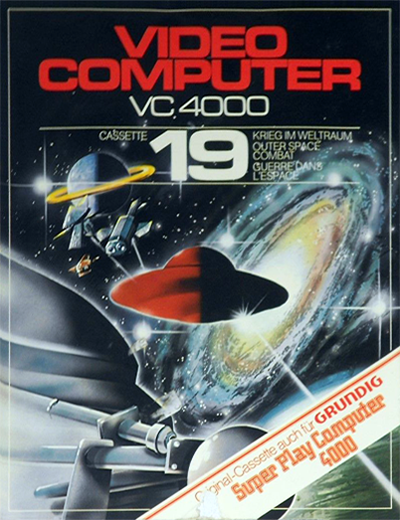 VIDEO
COMPUTER
VC 4000
CASSETTE
19
KRIEG IM WELTRAUM
OUTER SPACE
COMBAT
GUERRE DANS
L'ESPACE
Original-Cassette auch für GRUNDIG
Super Play Computer
4000